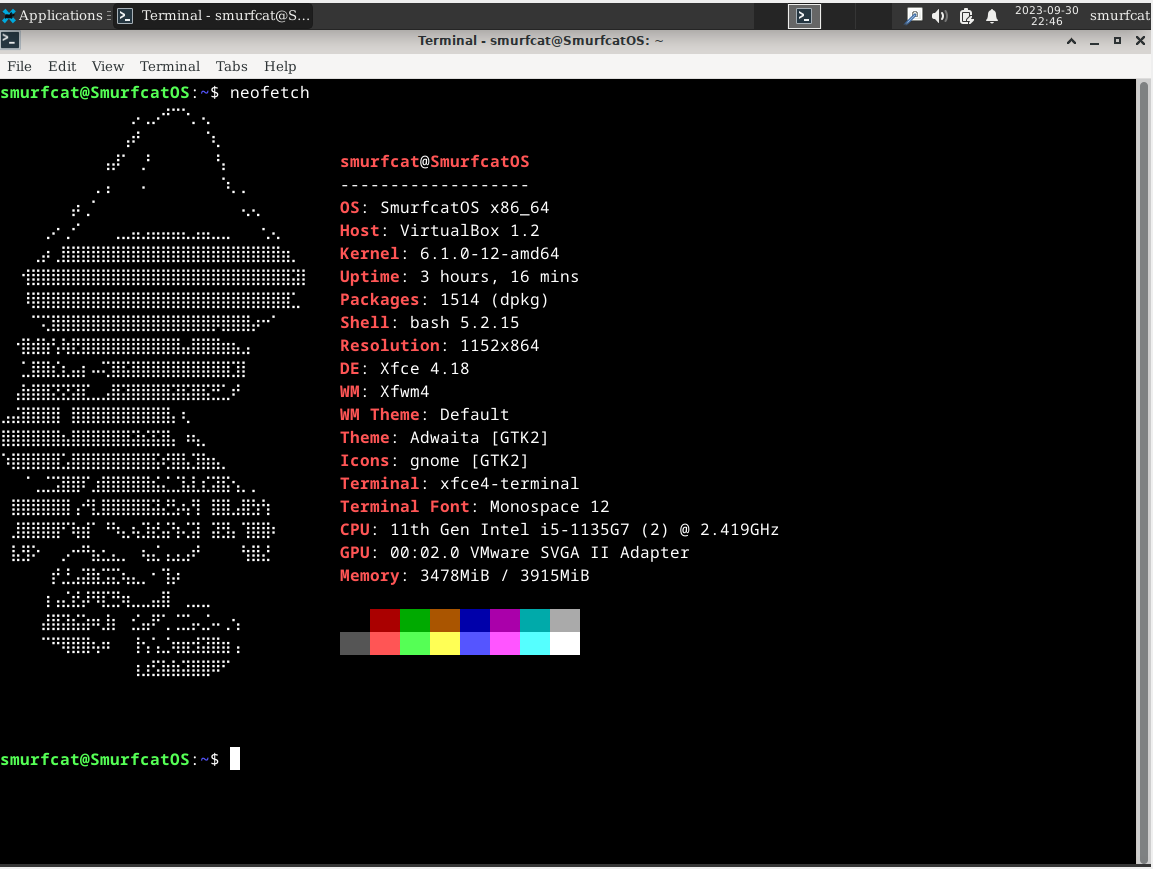 Applications
Terminal - smurfcat@S...
2023-09-30
22:46
smurfcat
Terminal - smurfcat@SmurfcatOS: ~
File Edit View Terminal Tabs Help
smurfcat@SmurfcatOS:~$ neofetch
smurfcat@SmurfcatOS
-------------------
OS: SmurfcatOS x86_64
Host: VirtualBox 1.2
Kernel: 6.1.0-12-amd64
Uptime: 3 hours, 16 mins
Packages: 1514 (dpkg)
Shell: bash 5.2.15
Resolution: 1152x864
DE: Xfce 4.18
WM: Xfwm4
WM Theme: Default
Theme: Adwaita [GTK2]
Icons: gnome [GTK2]
Terminal: xfce4-terminal
Terminal Font: Monospace 12
CPU: 11th Gen Intel i5-1135G7 (2) @ 2.419GHz
GPU: 00:02.0 VMware SVGA II Adapter
Memory: 3478MiB / 3915MiB
smurfcat@SmurfcatOS:~$